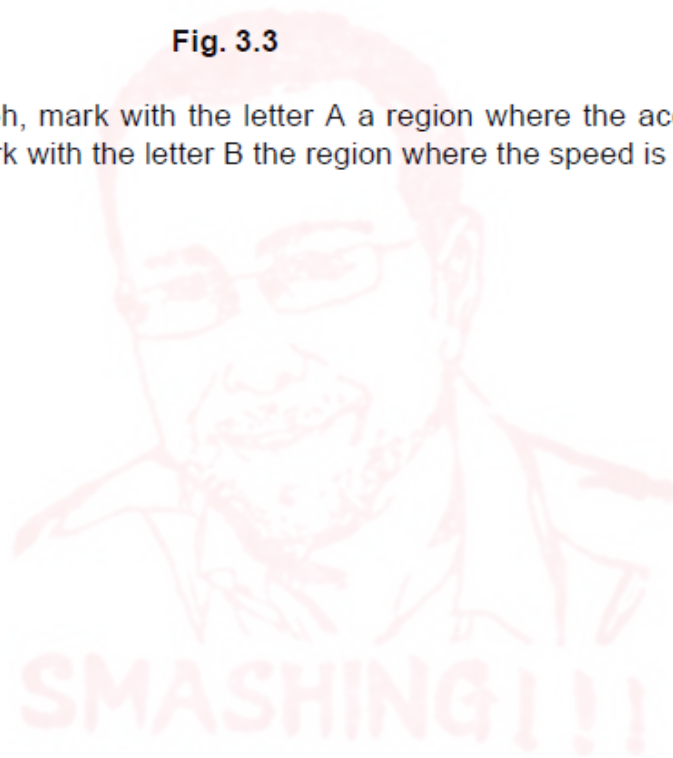 Fig. 3.3
h, mark with the letter A a region where the acc
k with the letter B the region where the speed is
SMASHING!!!